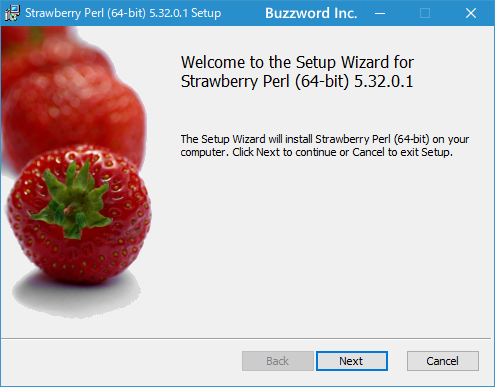 Strawberry Perl (64-bit) 5.32.0.1 Setup Buzzword Inc.
Welcome to the Setup Wizard for
Strawberry Perl (64-bit) 5.32.0.1
The Setup Wizard will install Strawberry Perl (64-bit) on your
computer. Click Next to continue or Cancel to exit Setup.
Back Next Cancel